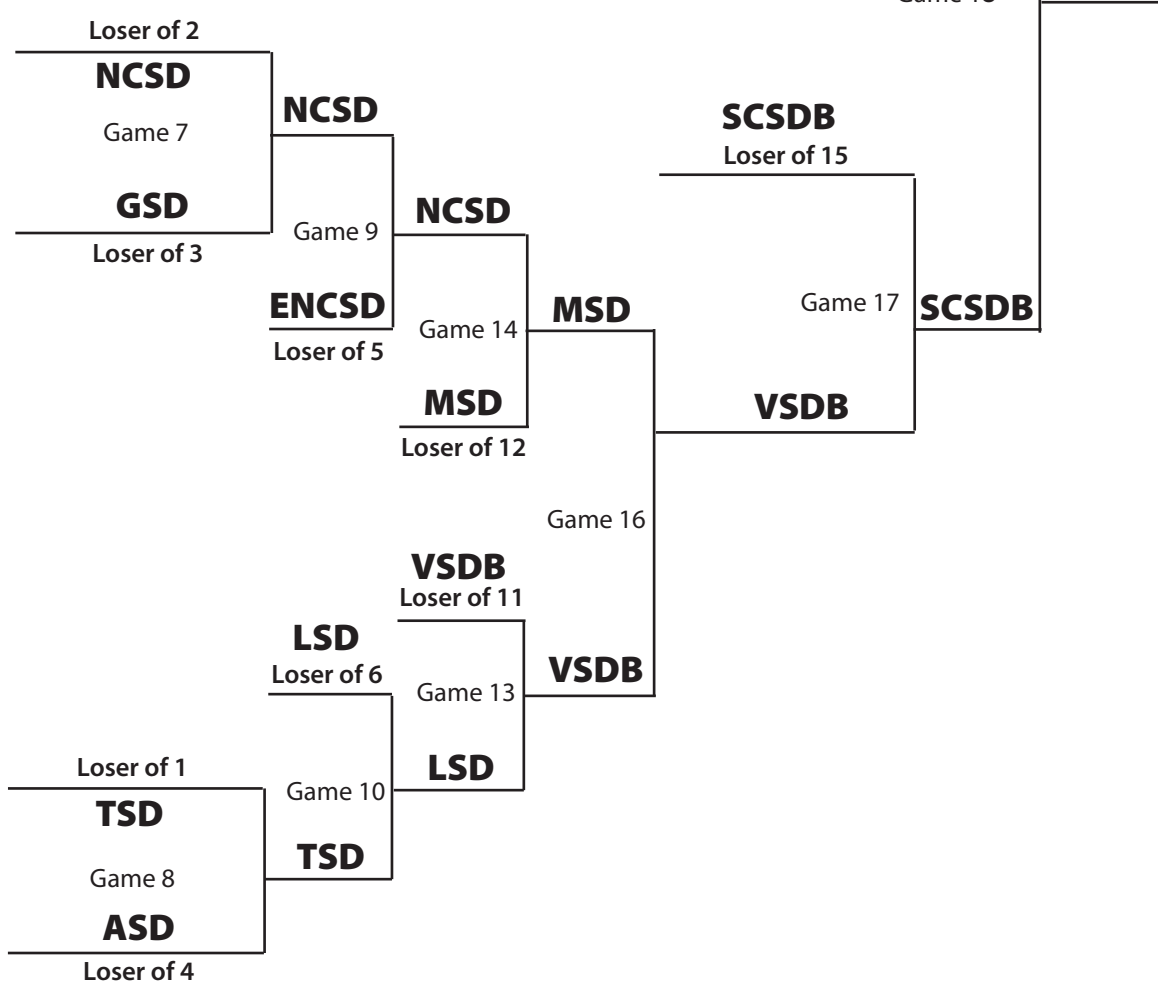 Loser of 2
NCSD
Game 7
GSD
Loser of 3
NCSD
Game 9
ENCSD
Loser of 5
NCSD
Game 14
MSD
Loser of 12
MSD
Game 16
VSDB
Loser of 11
Game 13
VSDB
LSD
Loser of 6
Game 10
LSD
Loser of 1
TSD
Game 8
ASD
Loser of 4
TSD
SCSDB
Loser of 15
Game 17
VSDB
SCSDB